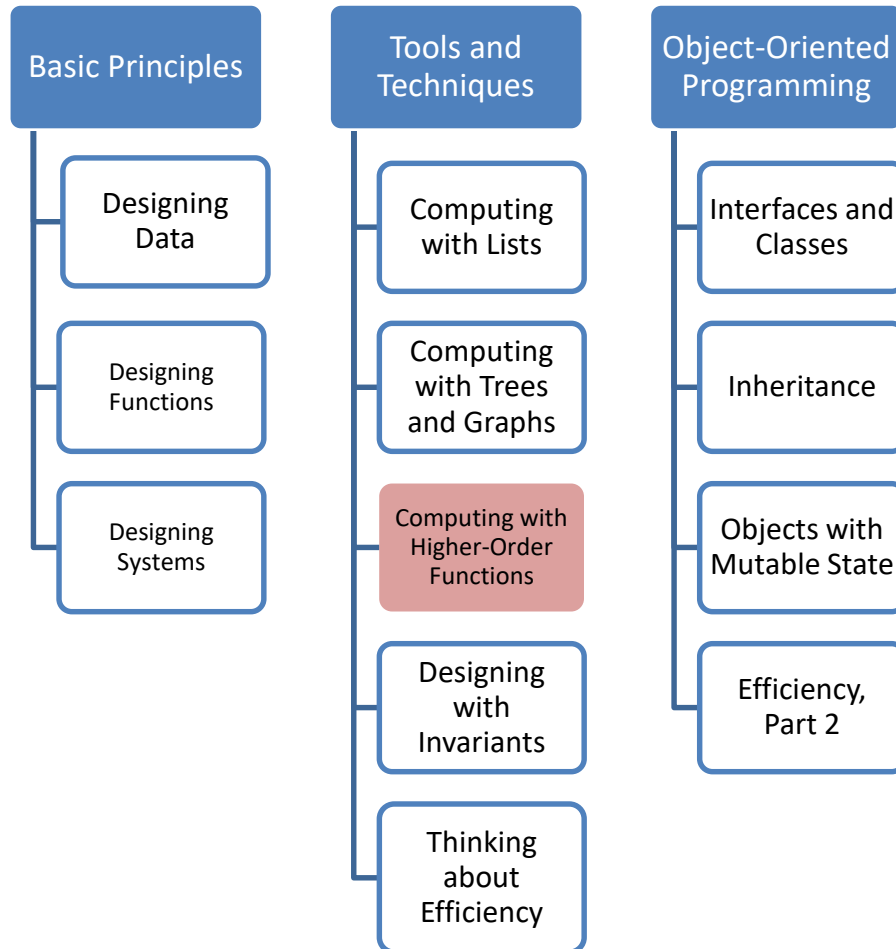 Basic Principles
Designing
Data
Designing
Functions
Designing
Systems
Tools and
Techniques
Computing
with Lists
Computing
with Trees
and Graphs
Computing with
Higher-Order
Functions
Designing
with
Invariants
Thinking
about
Efficiency
Object-Oriented
Programming
Interfaces and
Classes
Inheritance
Objects with
Mutable State
Efficiency,
Part 2